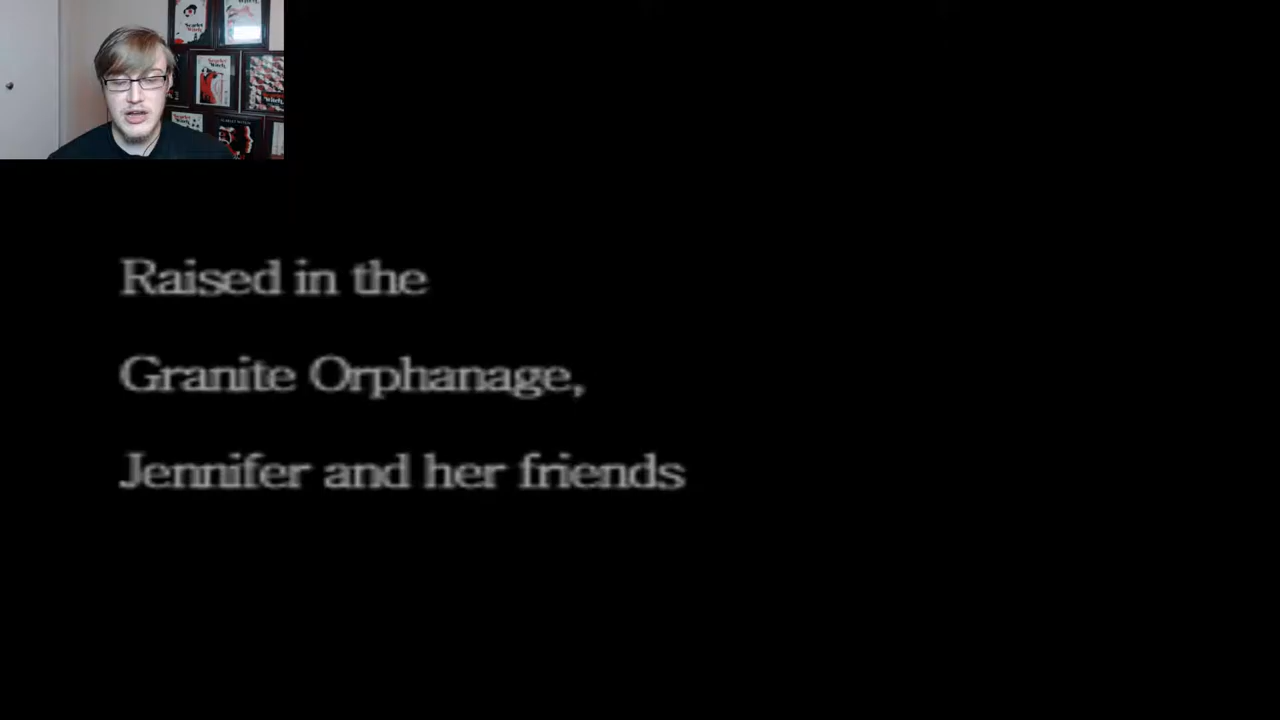 Raised in the
Granite Orphanage,
Jennifer and her friends